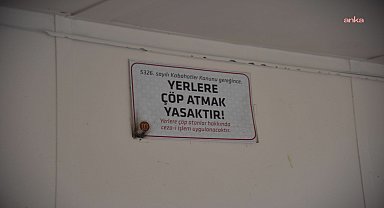 anka
5326. sayılı Kabahatler Kanunu gereğince,
YERLERE
ÇÖP ATMAK
YASAKTIR!
Yerlere çöp atanlar hakkında
ceza-i işlem uygulanacaktır.